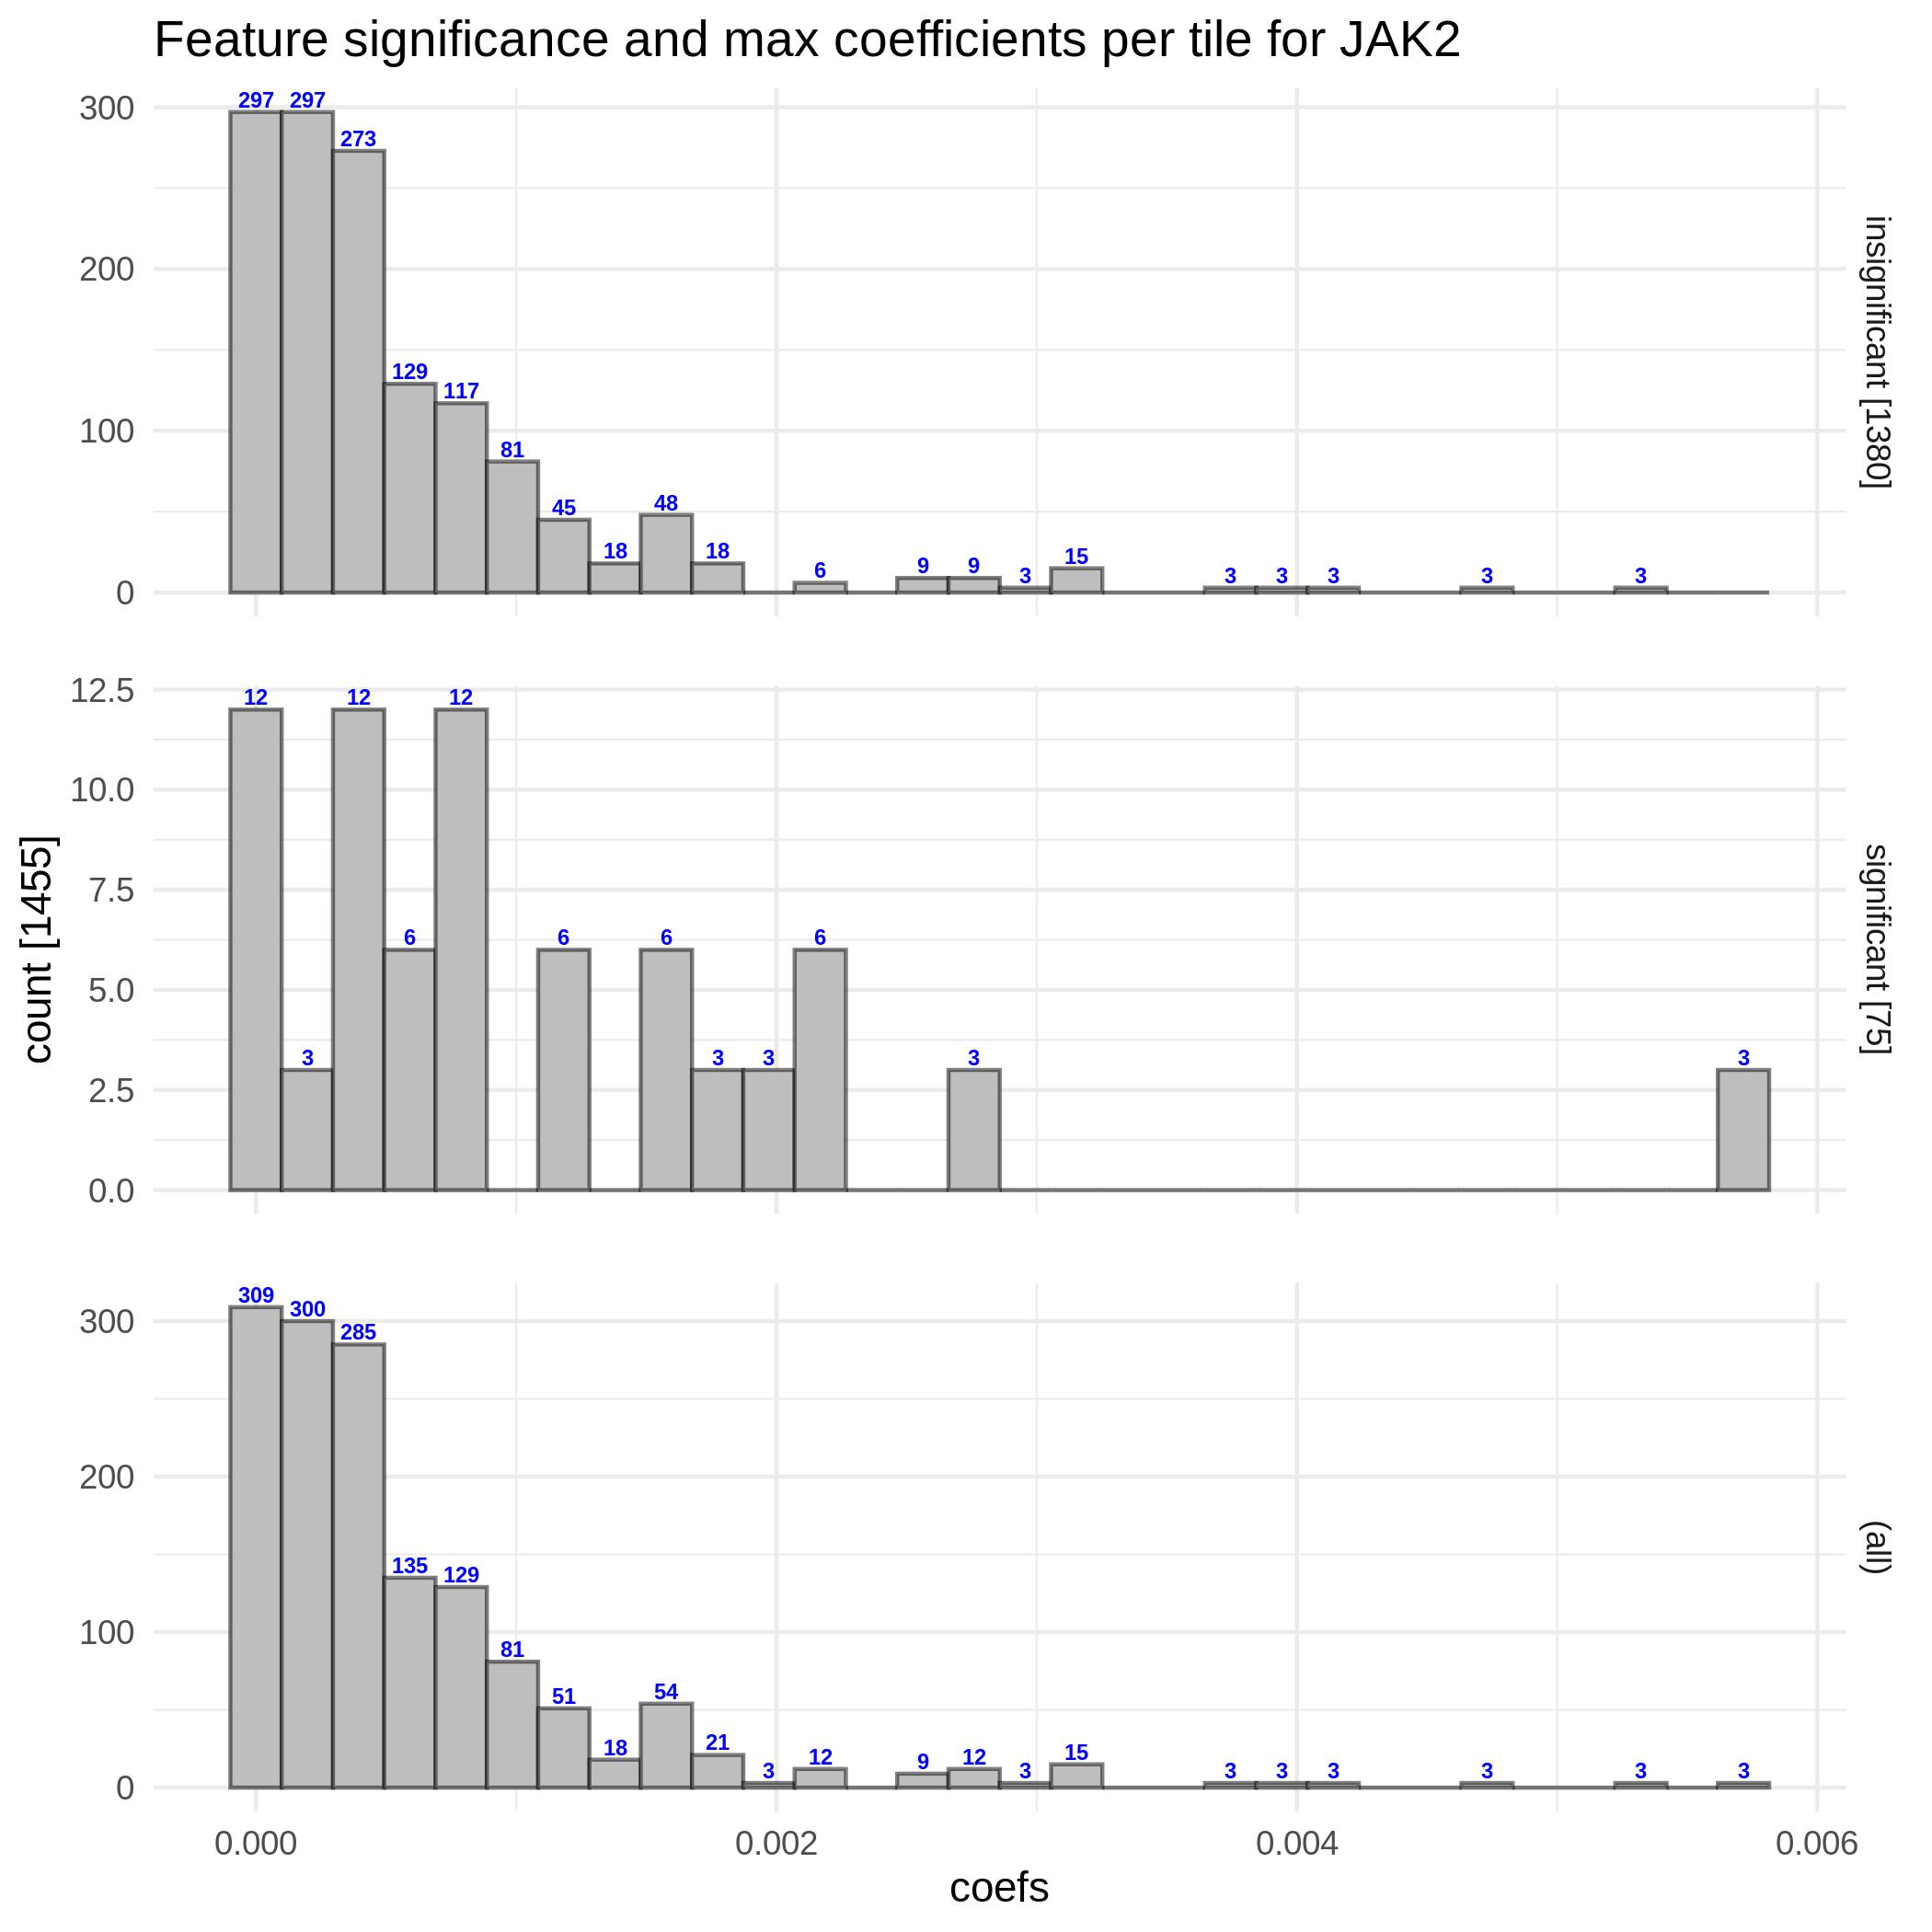 Feature significance and max coefficients per tile for JAK2
297 297 273 129 117 81 45 18 48 18 6 9 9 3 15 3 3 3 3 3
300
200
100
0
insignificant [1380]
12 3 12 6 12 6 6 3 3 6 3 3
12.5
10.0
7.5
5.0
2.5
0.0
significant [75]
count [1455]
309 300 285 135 129 81 51 18 54 21 3 12 9 12 3 15 3 3 3 3 3 3
300
200
100
0
(all)
0.000 0.002 0.004 0.006
coefs